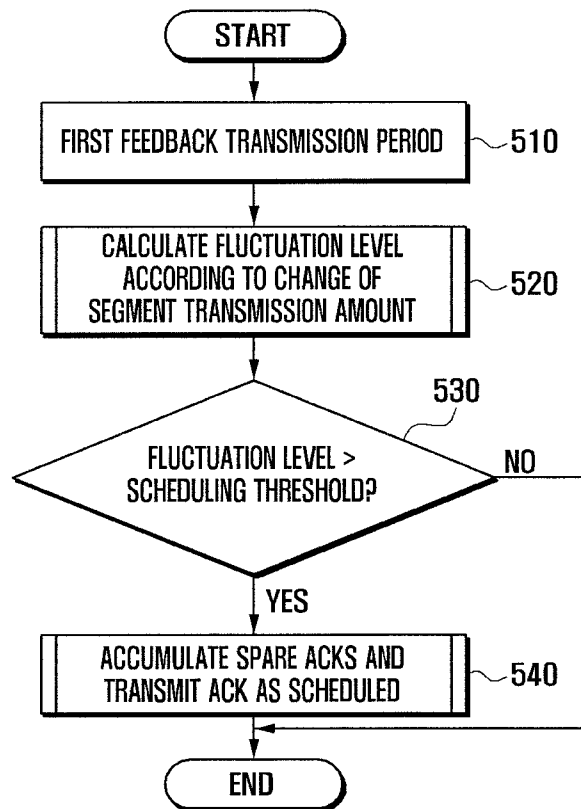 START
FIRST FEEDBACK TRANSMISSION PERIOD
510
CALCULATE FLUCTUATION LEVEL
ACCORDING TO CHANGE OF
SEGMENT TRANSMISSION AMOUNT
520
530
FLUCTUATION LEVEL >
SCHEDULING THRESHOLD?
NO
YES
ACCUMULATE SPARE ACKS AND
TRANSMIT ACK AS SCHEDULED
540
END